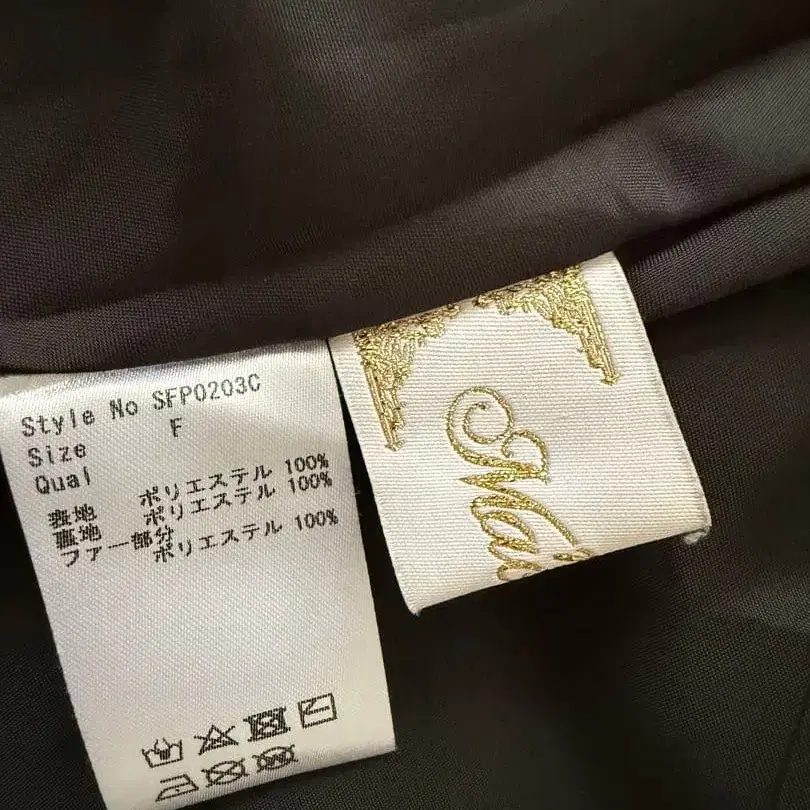 Style No SFP0203C
Size F
Qual
表地 ポリエステル 100%
裏地 ポリエステル 100%
ファー部分
ポリエステル 100%